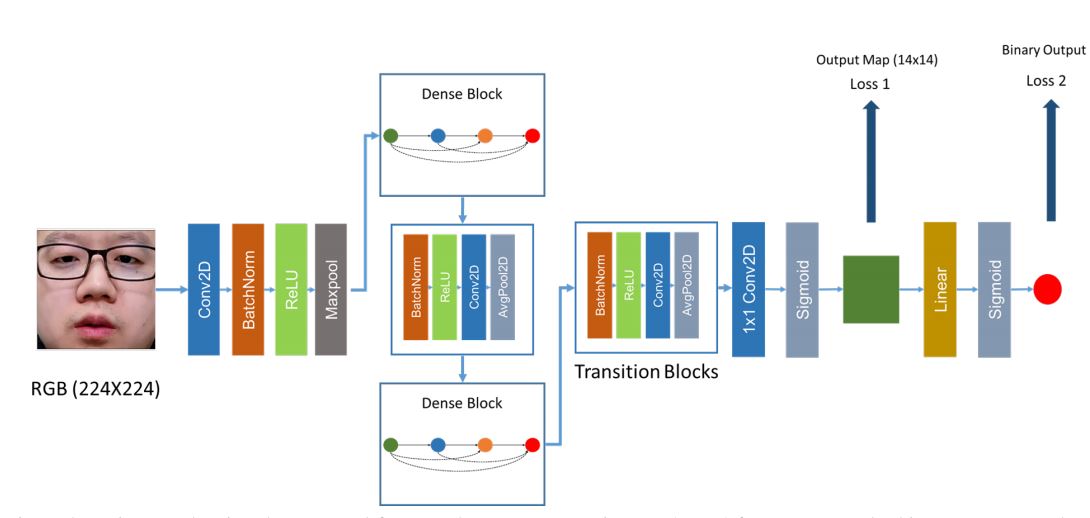 Output Map (14x14)
Loss 1
Binary Output
Loss 2
Dense Block
RGB (224X224)
Conv2D
BatchNorm
ReLU
Maxpool
BatchNorm
ReLU
Conv2D
AvgPool2D
Dense Block
BatchNorm
ReLU
Conv2D
AvgPool2D
Transition Blocks
1x1 Conv2D
Sigmoid
Linear
Sigmoid